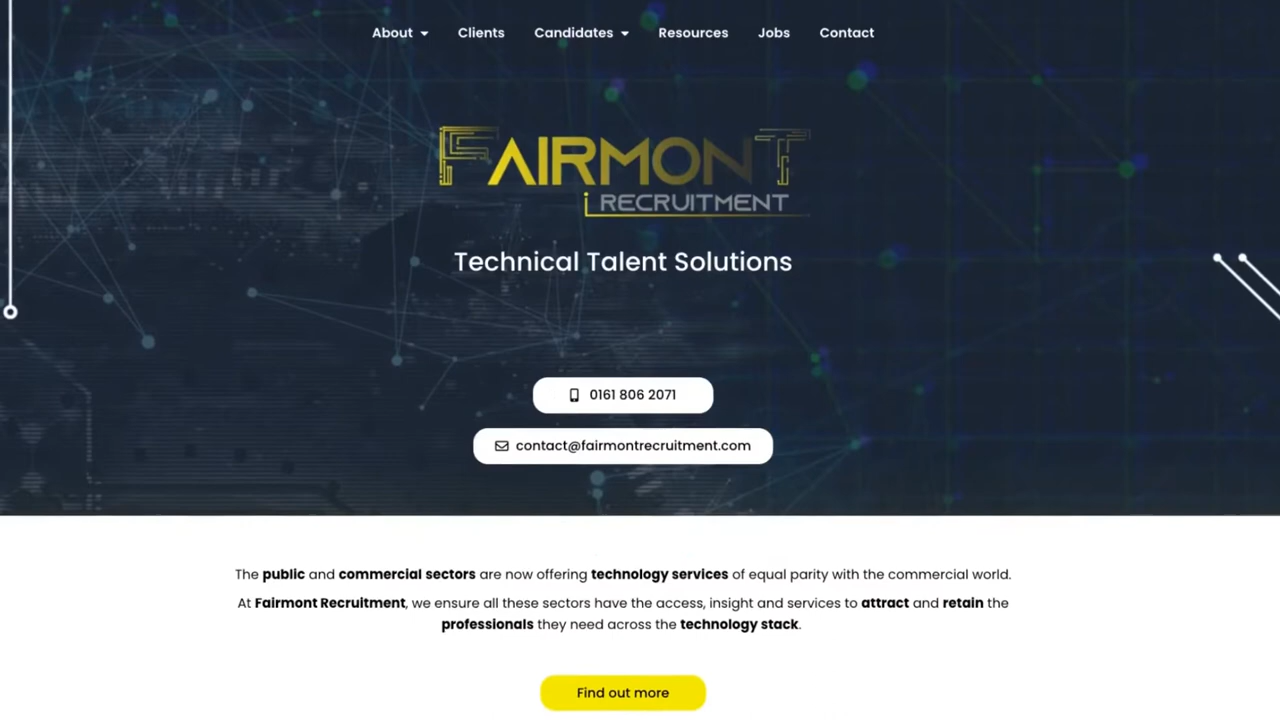 About Clients Candidates Resources Jobs Contact
FAIRMONT
RECRUITMENT
Technical Talent Solutions
0161 806 2071
contact@fairmontrecruitment.com
The public and commercial sectors are now offering technology services of equal parity with the commercial world.
At Fairmont Recruitment, we ensure all these sectors have the access, insight and services to attract and retain the
professionals they need across the technology stack.
Find out more